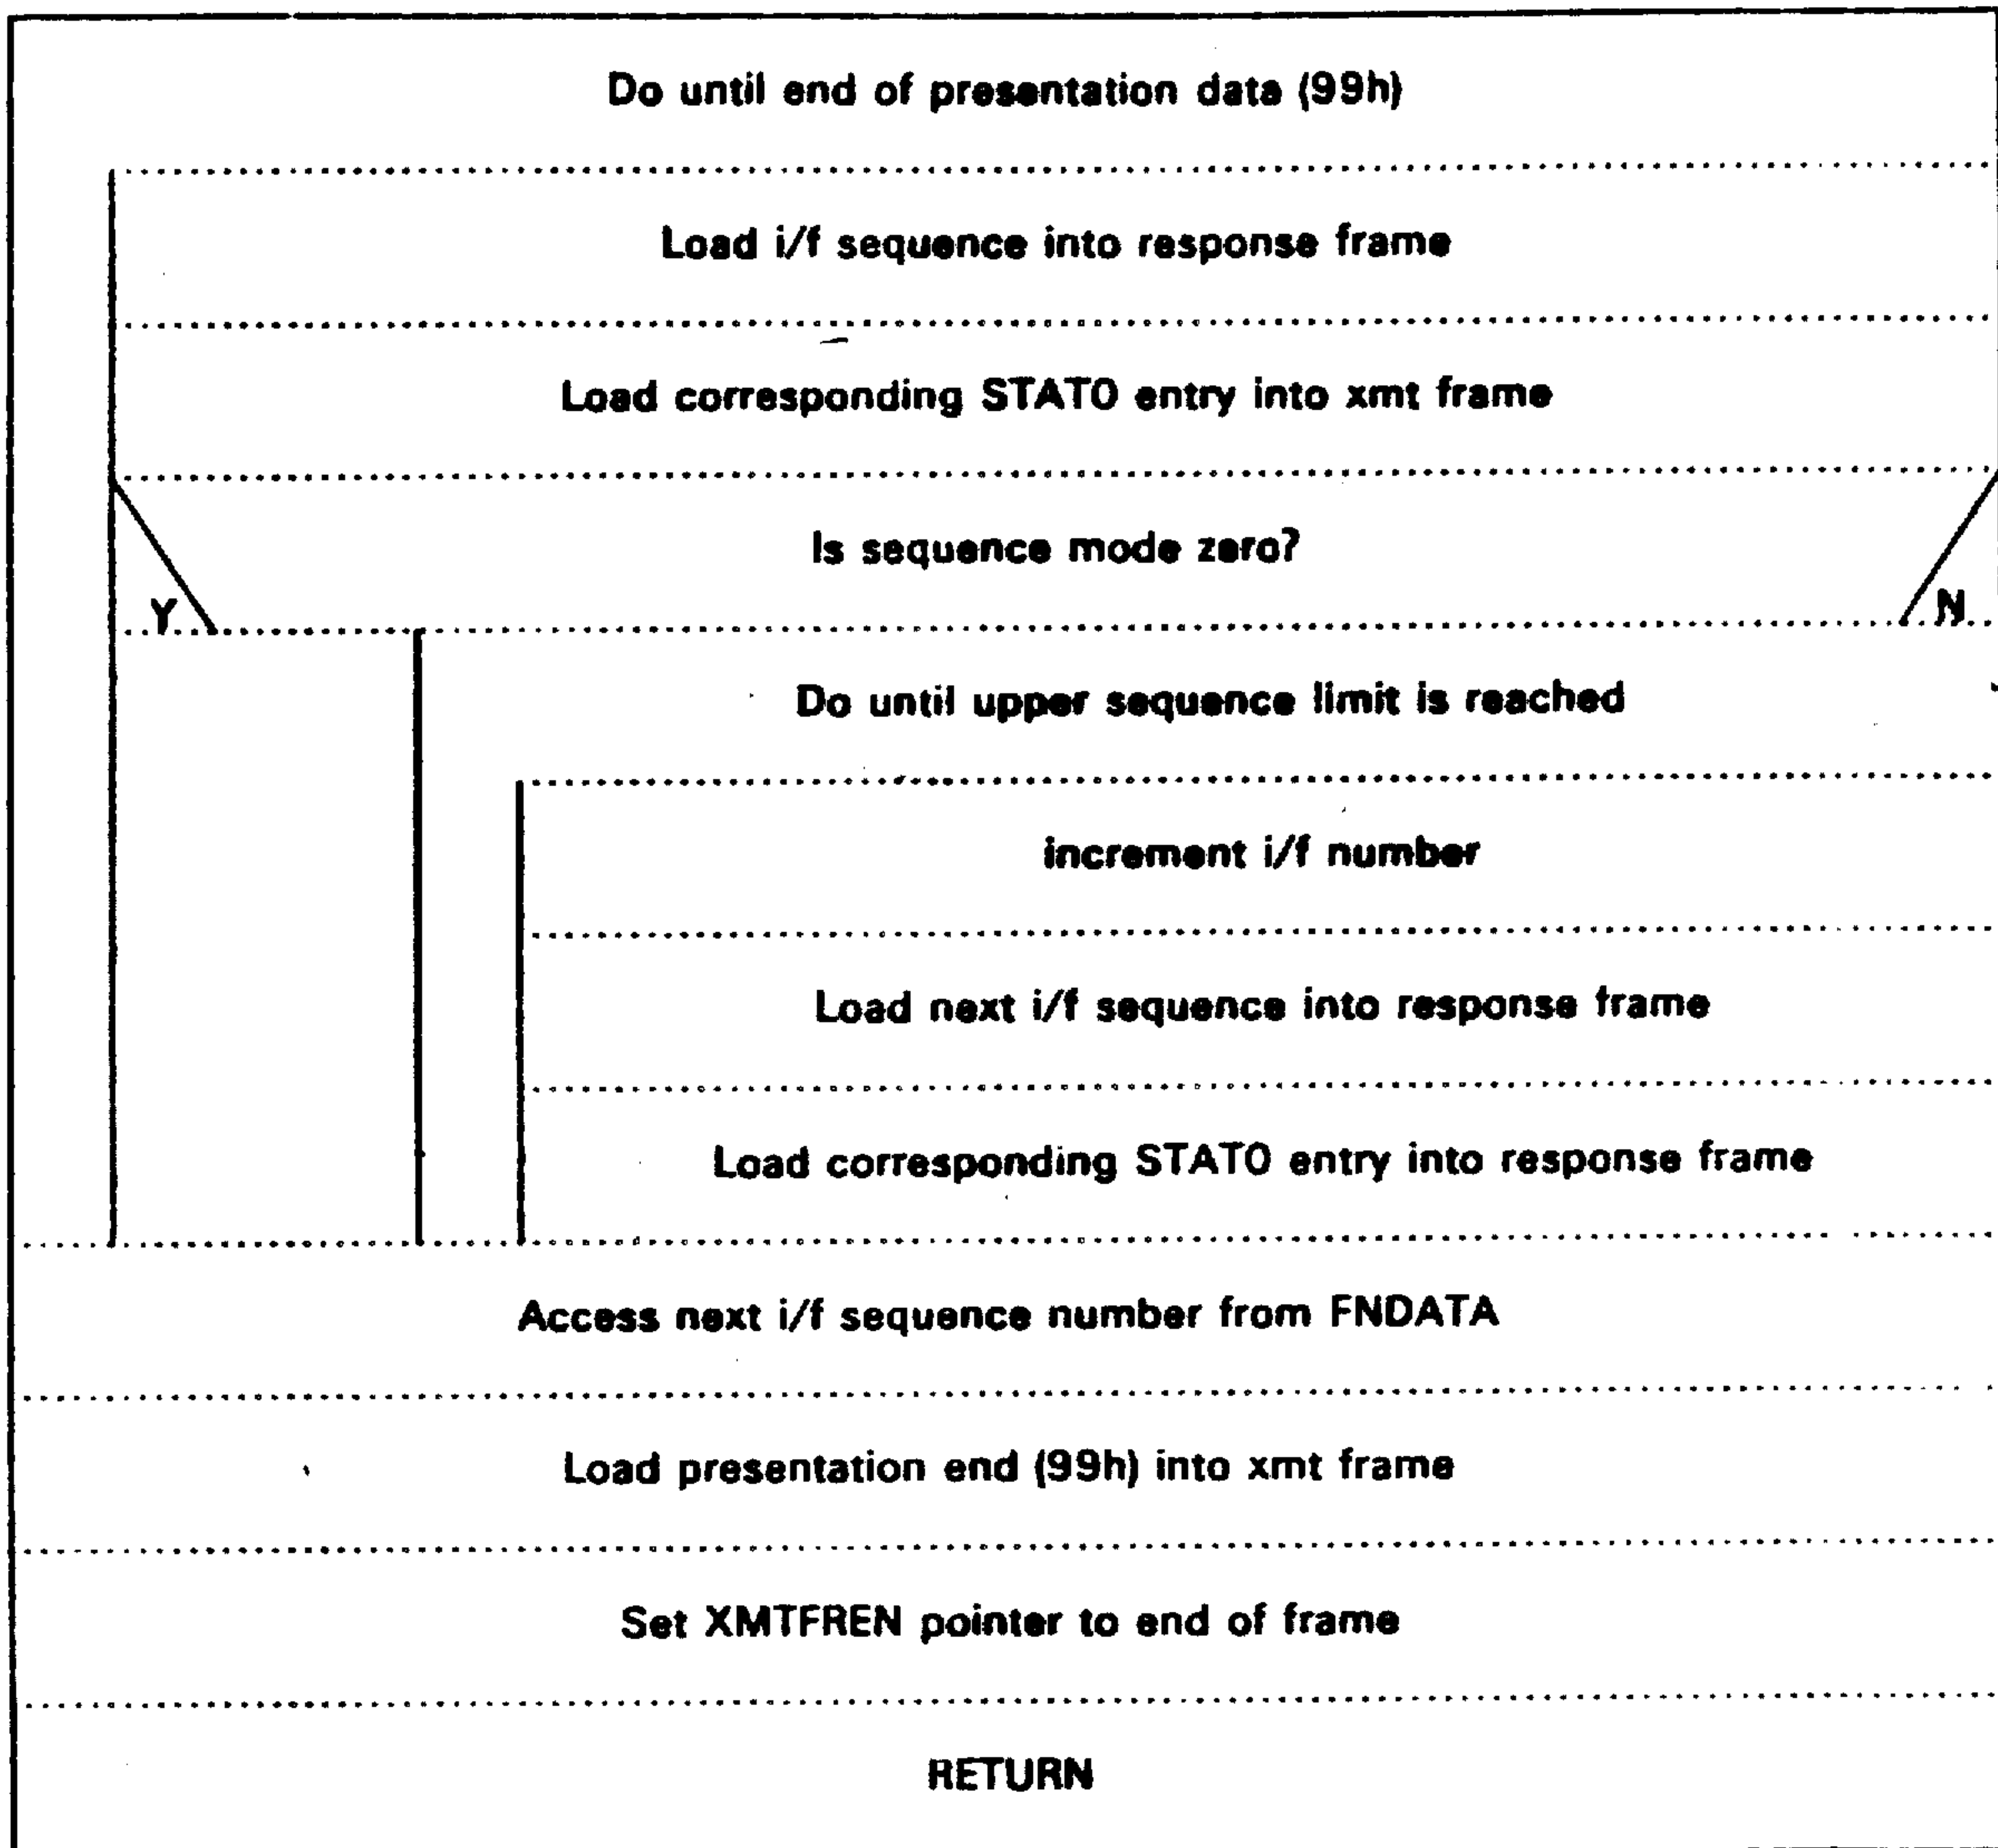 Do until end of presentation data (99h)
Load i/f sequence into response frame
Load corresponding STAT0 entry into xmt frame
Is sequence mode zero?
Y
N
Do until upper sequence limit is reached
increment i/f number
Load next i/f sequence into response frame
Load corresponding STAT0 entry into response frame
Access next i/f sequence number from FNDATA
Load presentation end (99h) into xmt frame
Set XMTFREN pointer to end of frame
RETURN